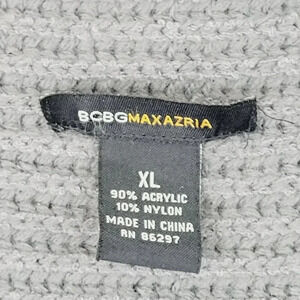 BCBGMAXAZRIA
XL
90% ACRYLIC
10% NYLON
MADE IN CHINA
RN 86297